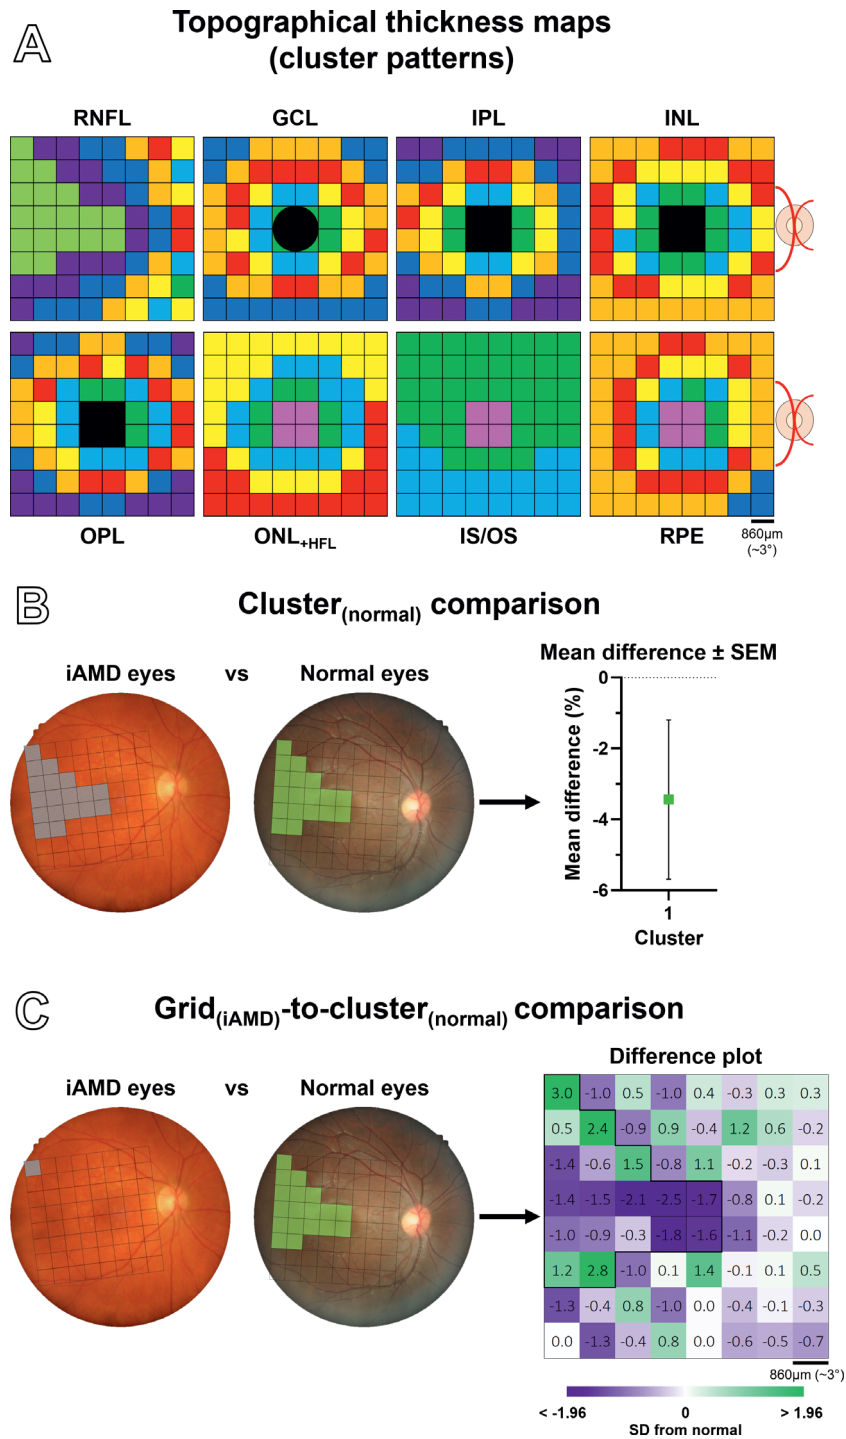 A
Topographical thickness maps
(cluster patterns)
RNFL GCL IPL INL
OPL ONL+HFL IS/OS RPE
860µm
(~3°)
B
Cluster(normal) comparison
Mean difference ± SEM
iAMD eyes vs Normal eyes
Mean difference (%)
0
-2
-4
-6
1
Cluster
C
Grid(iAMD)-to-cluster(normal) comparison
Difference plot
iAMD eyes vs Normal eyes
3.0 -1.0 0.5 -1.0 0.4 -0.3 0.3 0.3
0.5 2.4 -0.9 0.9 -0.4 1.2 0.6 -0.2
-1.4 -0.6 1.5 -0.8 1.1 -0.2 -0.3 0.1
-1.4 -1.5 -2.1 -2.5 -1.7 -0.8 0.1 -0.2
-1.0 -0.9 -0.3 -1.8 -1.6 -1.1 -0.2 0.0
1.2 2.8 -1.0 0.1 1.4 -0.1 0.1 0.5
-1.3 -0.4 0.8 -1.0 0.0 -0.4 -0.1 -0.3
0.0 -1.3 -0.4 0.8 0.0 -0.6 -0.5 -0.7
860µm (~3°)
< -1.96 0 > 1.96
SD from normal